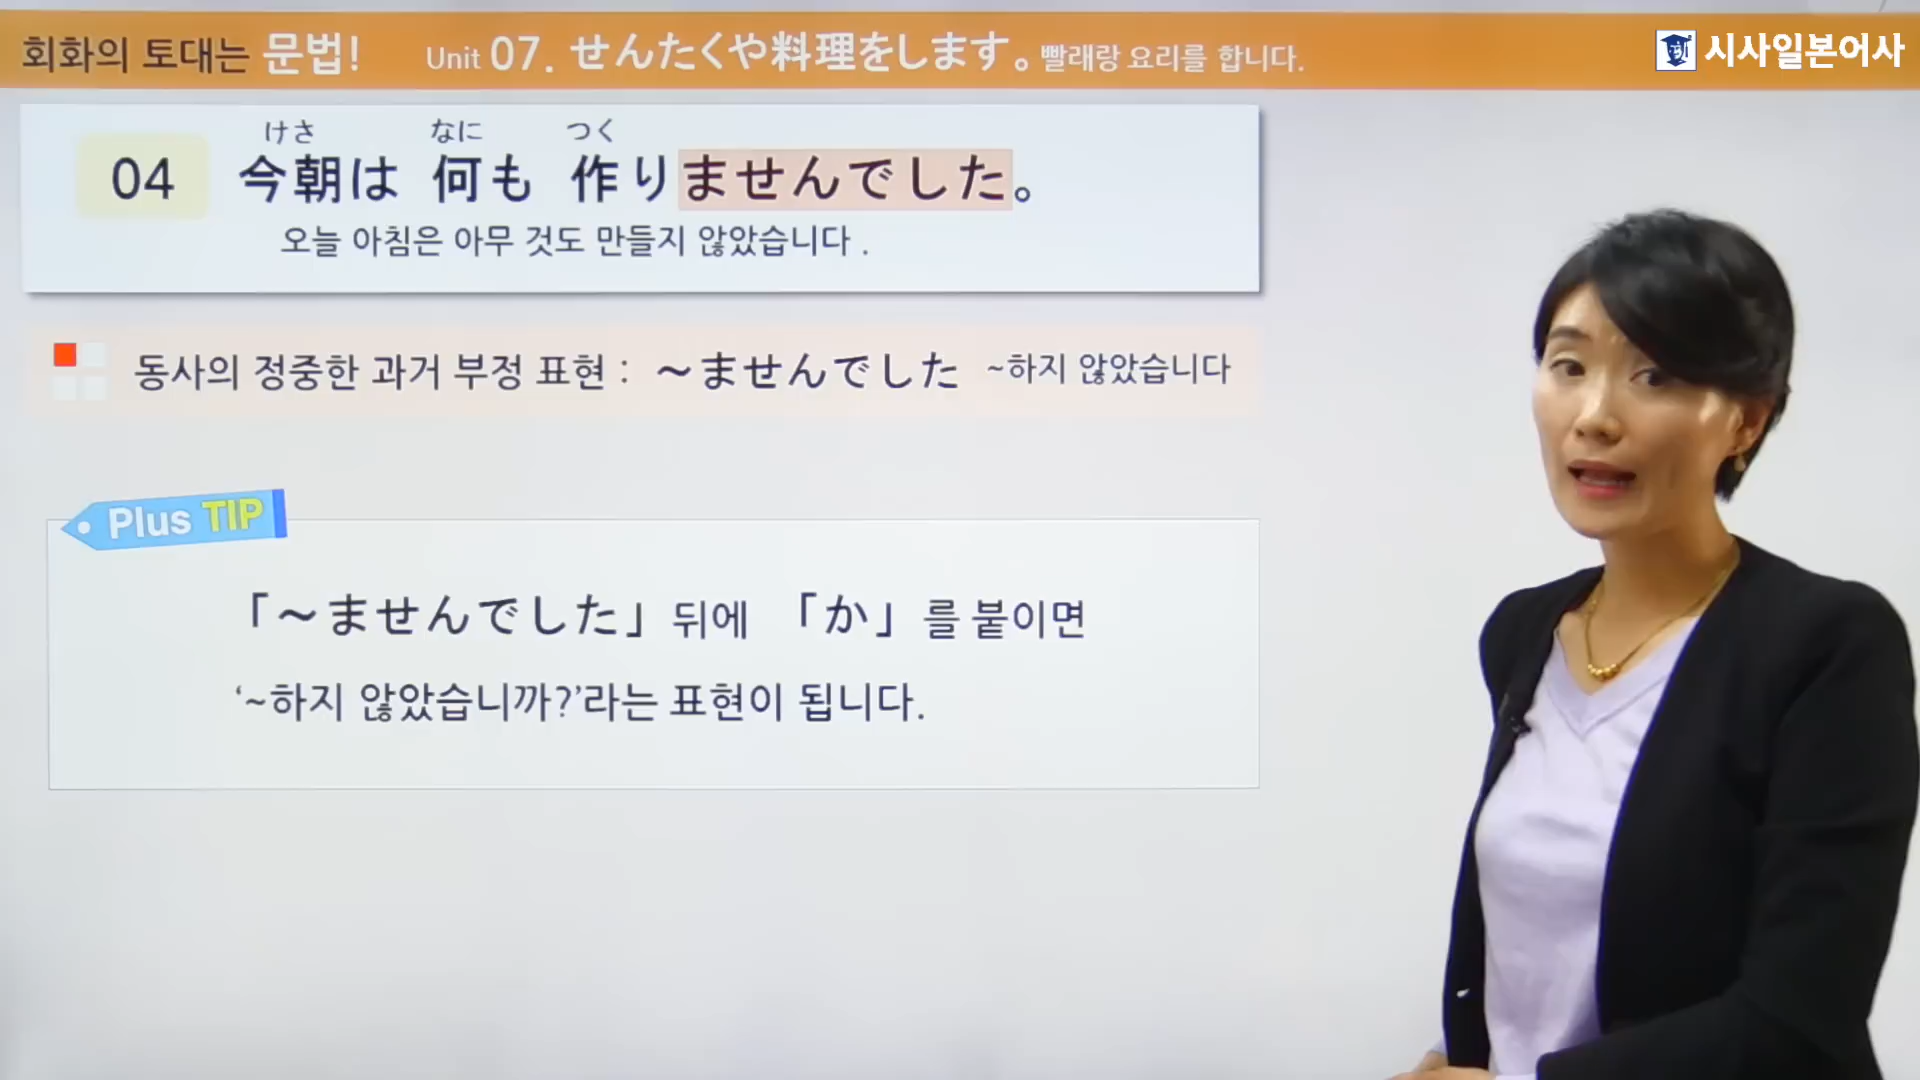 회화의 토대는 문법!
Unit 07. せんたくや料理をします。빨래랑 요리를 합니다.
시사일본어사
けさ なに つく
04 今朝は 何も 作りませんでした。
오늘 아침은 아무 것도 만들지 않았습니다 .
동사의 정중한 과거 부정 표현 : ～ませんでした ~하지 않았습니다
Plus TIP
「～ませんでした」뒤에 「か」를 붙이면
‘~하지 않았습니까?’라는 표현이 됩니다.